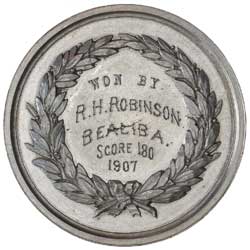 WON BY
R.H. ROBINSON
BEALIBA.
SCORE 180
1907